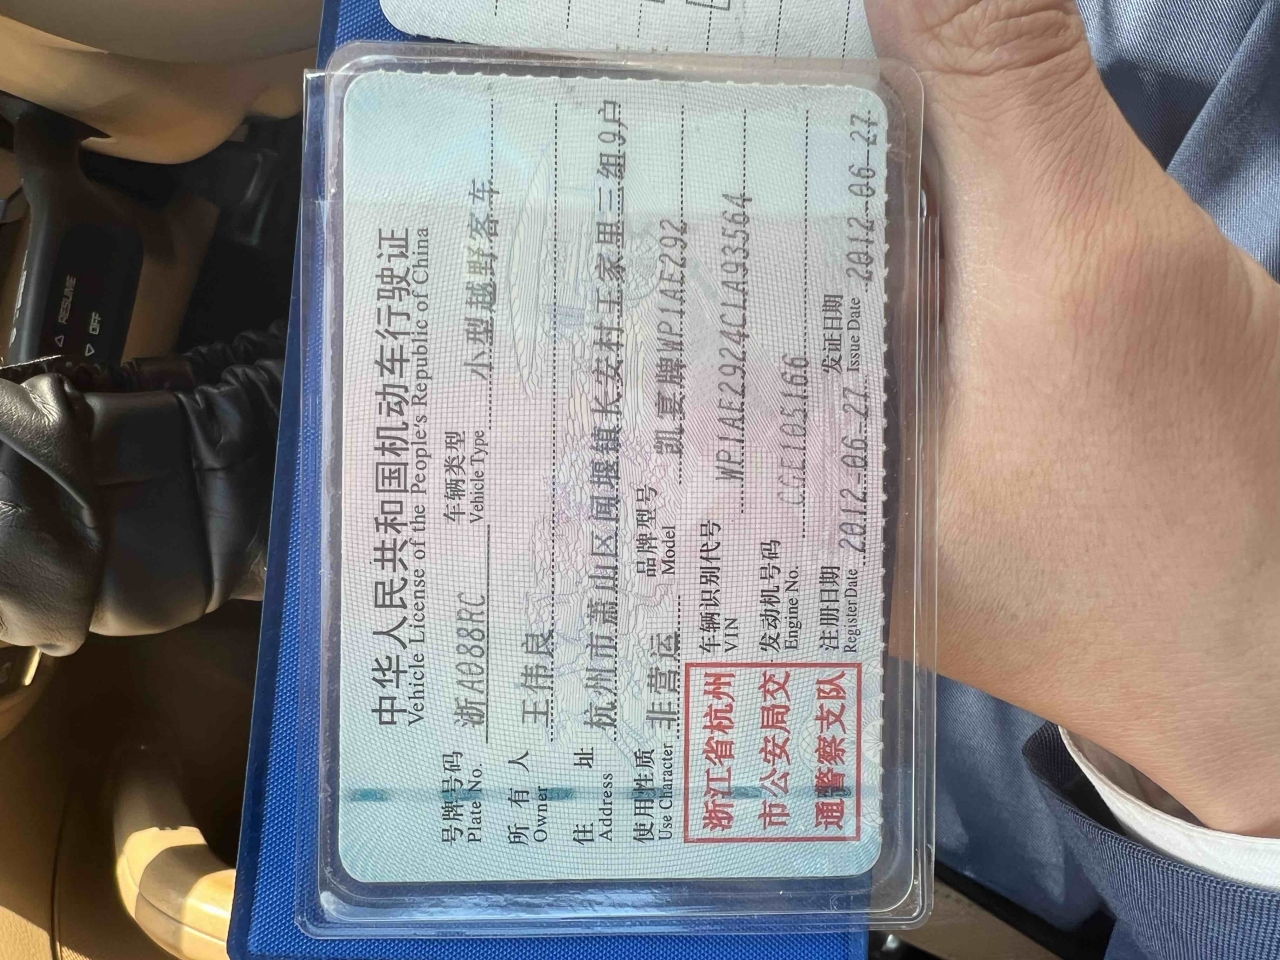 中华人民共和国机动车行驶证
Vehicle License of the People's Republic of China
号牌号码 浙A088RC 车辆类型 小型越野客车
Plate No. Vehicle Type
所有人 王伟良
Owner
住址 杭州市萧山区闻堰镇长安村王家里三组9户
Address
使用性质 非营运 品牌型号 凯宴牌WP1AE292
Use Character Model
浙江省杭州
市公安局交
通警察支队
车辆识别代号 WP1AE2924CLA93564
VIN
发动机号码 CGE105166
Engine No.
注册日期 2012-06-27 发证日期 2012-06-27
Register Date Issue Date
RESUME
OFF